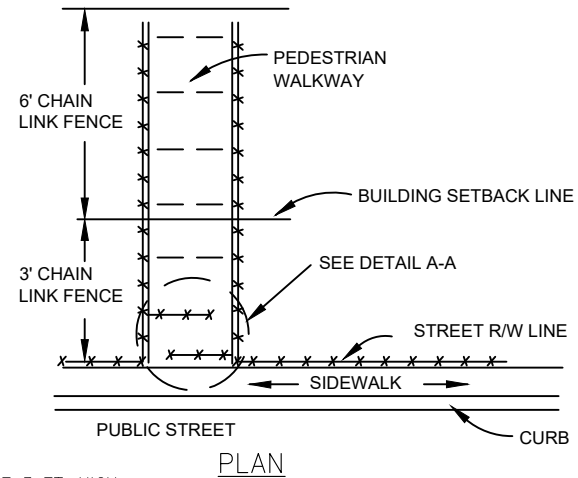 6' CHAIN
LINK FENCE
PEDESTRIAN
WALKWAY
BUILDING SETBACK LINE
3' CHAIN
LINK FENCE
SEE DETAIL A-A
STREET R/W LINE
SIDEWALK
PUBLIC STREET
CURB
PLAN